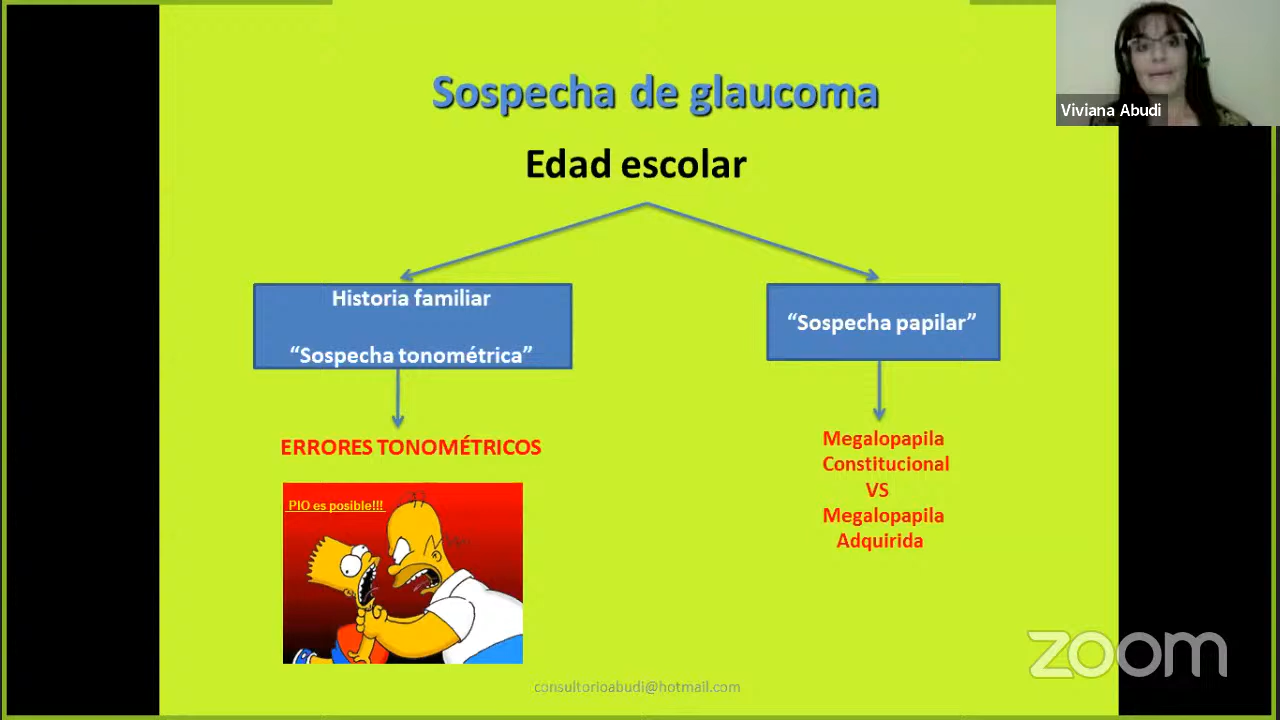 Sospecha de glaucoma
Viviana Abudi
Edad escolar
Historia familiar
“Sospecha tonométrica”
“Sospecha papilar”
ERRORES TONOMÉTRICOS
PIO es posible!!!
Megalopapila
Constitucional
VS
Megalopapila
Adquirida
zoom
consultorioabudi@hotmail.com